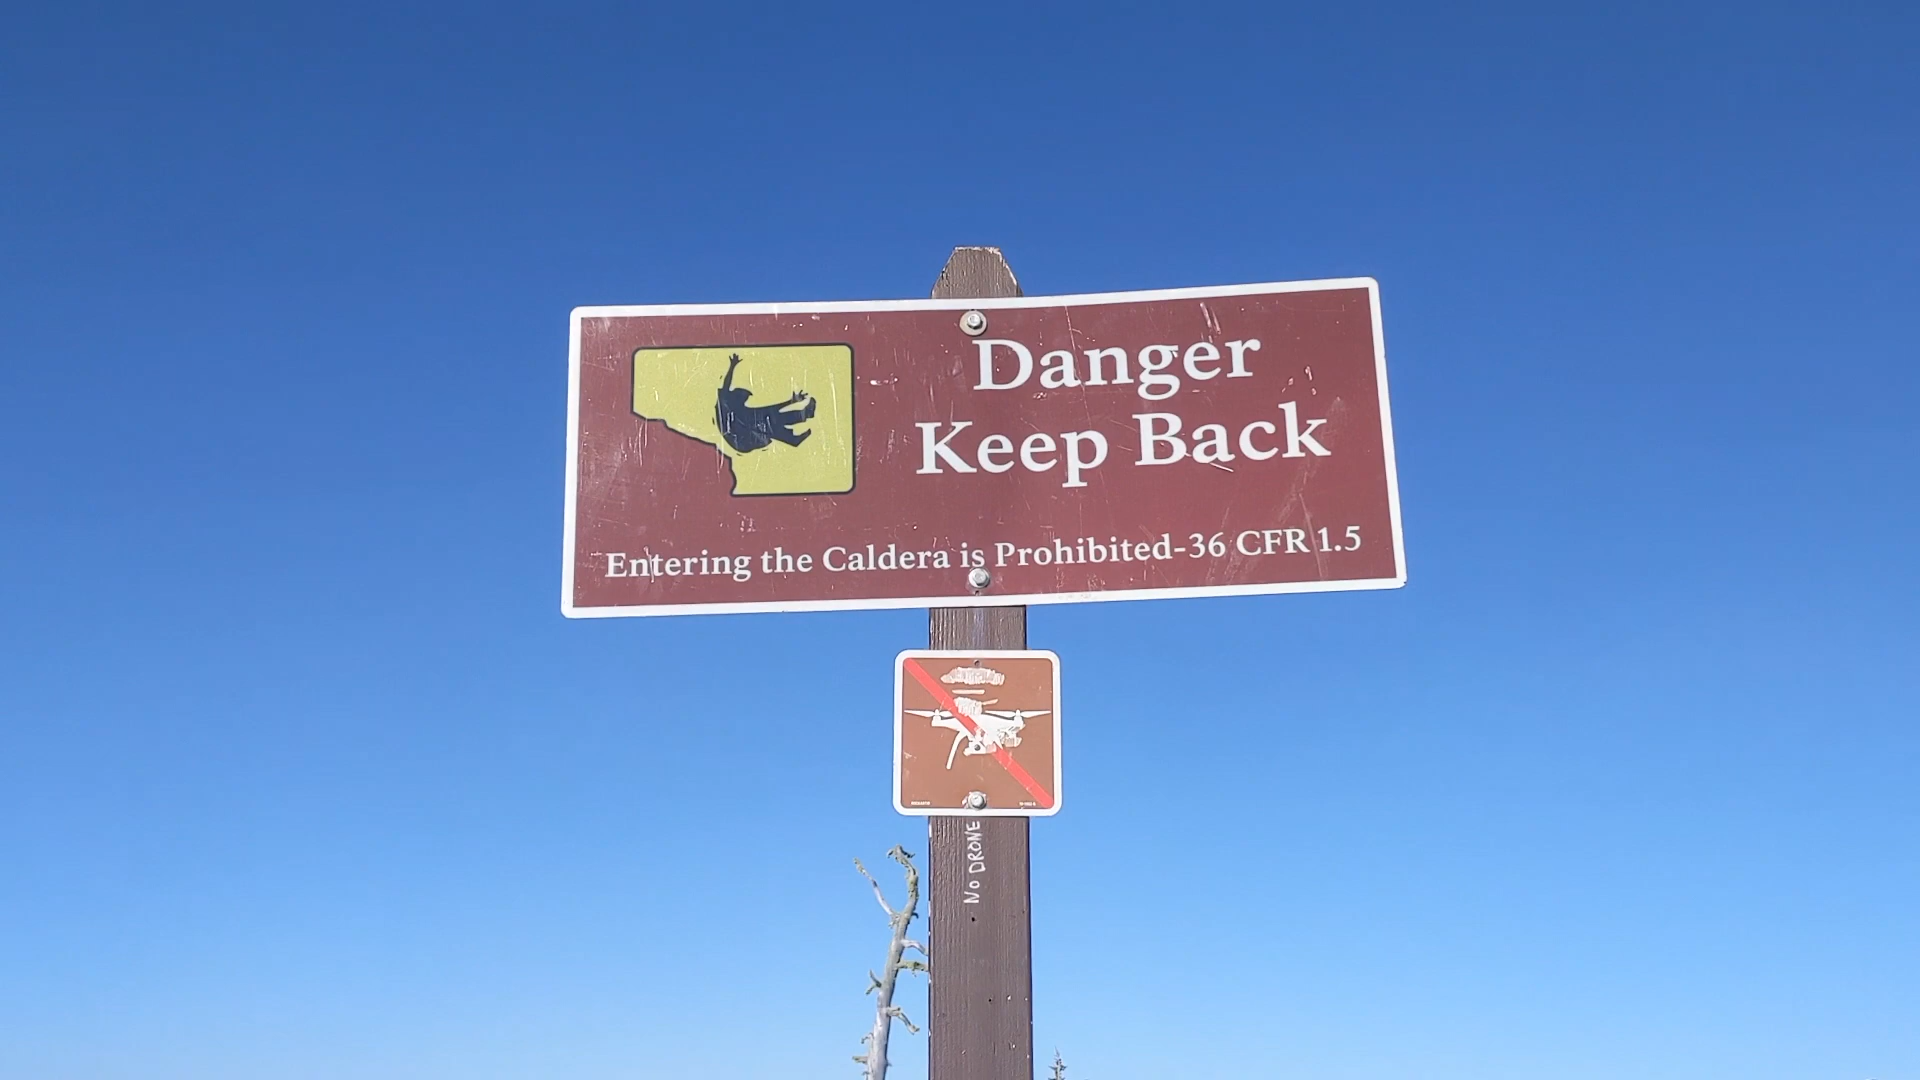 Danger
Keep Back
Entering the Caldera is Prohibited-36 CFR 1.5
NO DRONE